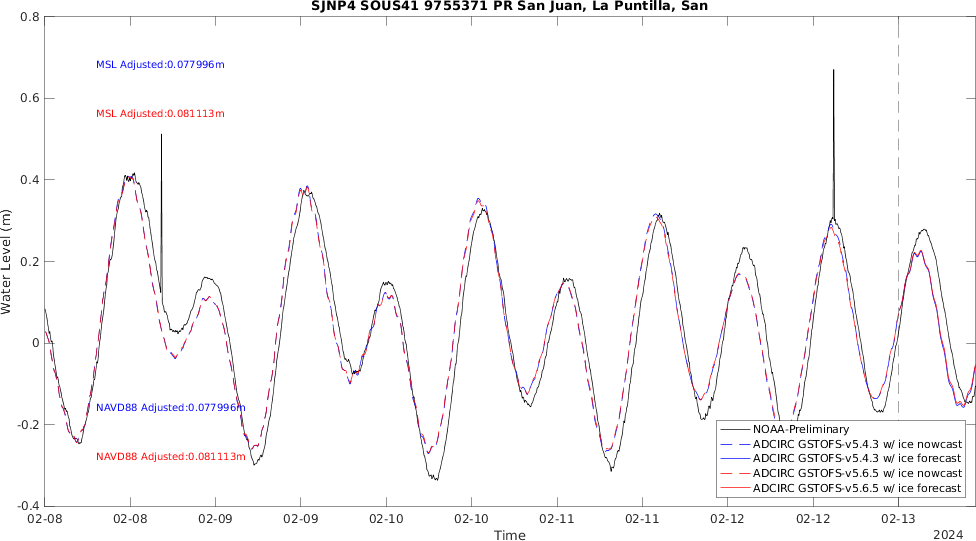 SJNP4 SOUS41 9755371 PR San Juan, La Puntilla, San
0.8
MSL Adjusted:0.077996m
0.6
MSL Adjusted:0.081113m
0.4
0.2
Water Level (m)
0
NAVD88 Adjusted:0.077996m
-0.2
NOAA-Preliminary
ADCIRC GSTOFS-v5.4.3 w/ ice nowcast
NAVD88 Adjusted:0.081113m
ADCIRC GSTOFS-v5.4.3 w/ ice forecast
ADCIRC GSTOFS-v5.6.5 w/ ice nowcast
ADCIRC GSTOFS-v5.6.5 w/ ice forecast
-0.4
02-08 02-08 02-09 02-09 02-10 02-10 02-11 02-11 02-12 02-12 02-13
Time
2024